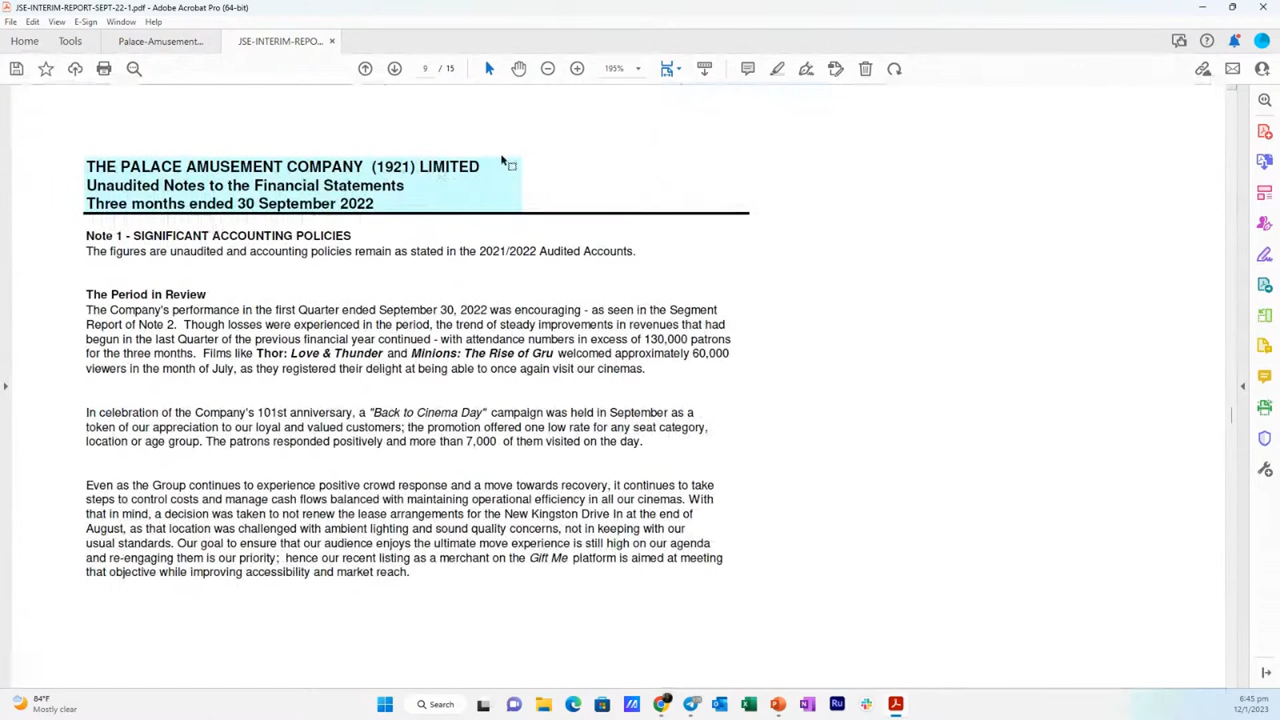 JSE-INTERIM-REPORT-SEPT-22-1.pdf - Adobe Acrobat Pro (64-bit)
File Edit View E-Sign Window Help
Home Tools Palace-Amusement... JSE-INTERIM-REPO... ×
9 / 15 195%
THE PALACE AMUSEMENT COMPANY (1921) LIMITED
Unaudited Notes to the Financial Statements
Three months ended 30 September 2022
Note 1 - SIGNIFICANT ACCOUNTING POLICIES
The figures are unaudited and accounting policies remain as stated in the 2021/2022 Audited Accounts.
The Period in Review
The Company's performance in the first Quarter ended September 30, 2022 was encouraging - as seen in the Segment
Report of Note 2. Though losses were experienced in the period, the trend of steady improvements in revenues that had
begun in the last Quarter of the previous financial year continued - with attendance numbers in excess of 130,000 patrons
for the three months. Films like Thor: Love & Thunder and Minions: The Rise of Gru welcomed approximately 60,000
viewers in the month of July, as they registered their delight at being able to once again visit our cinemas.
In celebration of the Company's 101st anniversary, a "Back to Cinema Day" campaign was held in September as a
token of our appreciation to our loyal and valued customers; the promotion offered one low rate for any seat category,
location or age group. The patrons responded positively and more than 7,000 of them visited on the day.
Even as the Group continues to experience positive crowd response and a move towards recovery, it continues to take
steps to control costs and manage cash flows balanced with maintaining operational efficiency in all our cinemas. With
that in mind, a decision was taken to not renew the lease arrangements for the New Kingston Drive In at the end of
August, as that location was challenged with ambient lighting and sound quality concerns, not in keeping with our
usual standards. Our goal to ensure that our audience enjoys the ultimate move experience is still high on our agenda
and re-engaging them is our priority; hence our recent listing as a merchant on the Gift Me platform is aimed at meeting
that objective while improving accessibility and market reach.
84°F
Mostly clear
Search
Ru
6:45 pm
12/1/2023